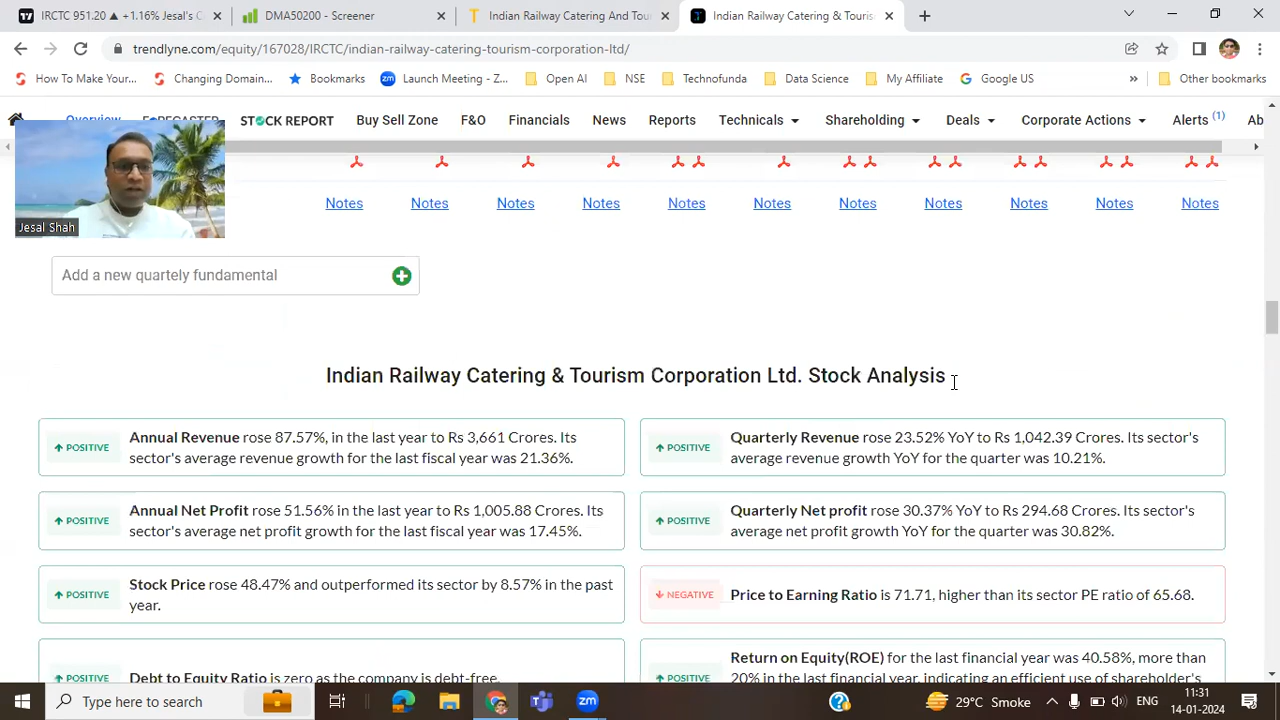 IRCTC 951.20 ▲ +1.16% Jesal's C
DMA50200 - Screener
Indian Railway Catering And Tou
Indian Railway Catering & Touris
trendlyne.com/equity/167028/IRCTC/indian-railway-catering-tourism-corporation-ltd/
How To Make Your...
Changing Domain...
Bookmarks
Launch Meeting - Z...
Open AI
NSE
Technofunda
Data Science
My Affiliate
Google US
»
Other bookmarks
Overview
STOCK REPORT
Buy Sell Zone
F&O
Financials
News
Reports
Technicals
Shareholding
Deals
Corporate Actions
Alerts (1)
Ab
Jesal Shah
Notes Notes Notes Notes Notes Notes Notes Notes Notes Notes Notes
Add a new quartely fundamental
Indian Railway Catering & Tourism Corporation Ltd. Stock Analysis
POSITIVE
Annual Revenue rose 87.57%, in the last year to Rs 3,661 Crores. Its
sector's average revenue growth for the last fiscal year was 21.36%.
POSITIVE
Quarterly Revenue rose 23.52% YoY to Rs 1,042.39 Crores. Its sector's
average revenue growth YoY for the quarter was 10.21%.
POSITIVE
Annual Net Profit rose 51.56% in the last year to Rs 1,005.88 Crores. Its
sector's average net profit growth for the last fiscal year was 17.45%.
POSITIVE
Quarterly Net profit rose 30.37% YoY to Rs 294.68 Crores. Its sector's
average net profit growth YoY for the quarter was 30.82%.
POSITIVE
Stock Price rose 48.47% and outperformed its sector by 8.57% in the past
year.
NEGATIVE
Price to Earning Ratio is 71.71, higher than its sector PE ratio of 65.68.
POSITIVE
Debt to Equity Ratio is zero as the company is debt-free.
POSITIVE
Return on Equity(ROE) for the last financial year was 40.58%, more than
20% in the last financial year, indicating an efficient use of shareholder's
Type here to search
29°C Smoke
ENG
11:31
14-01-2024